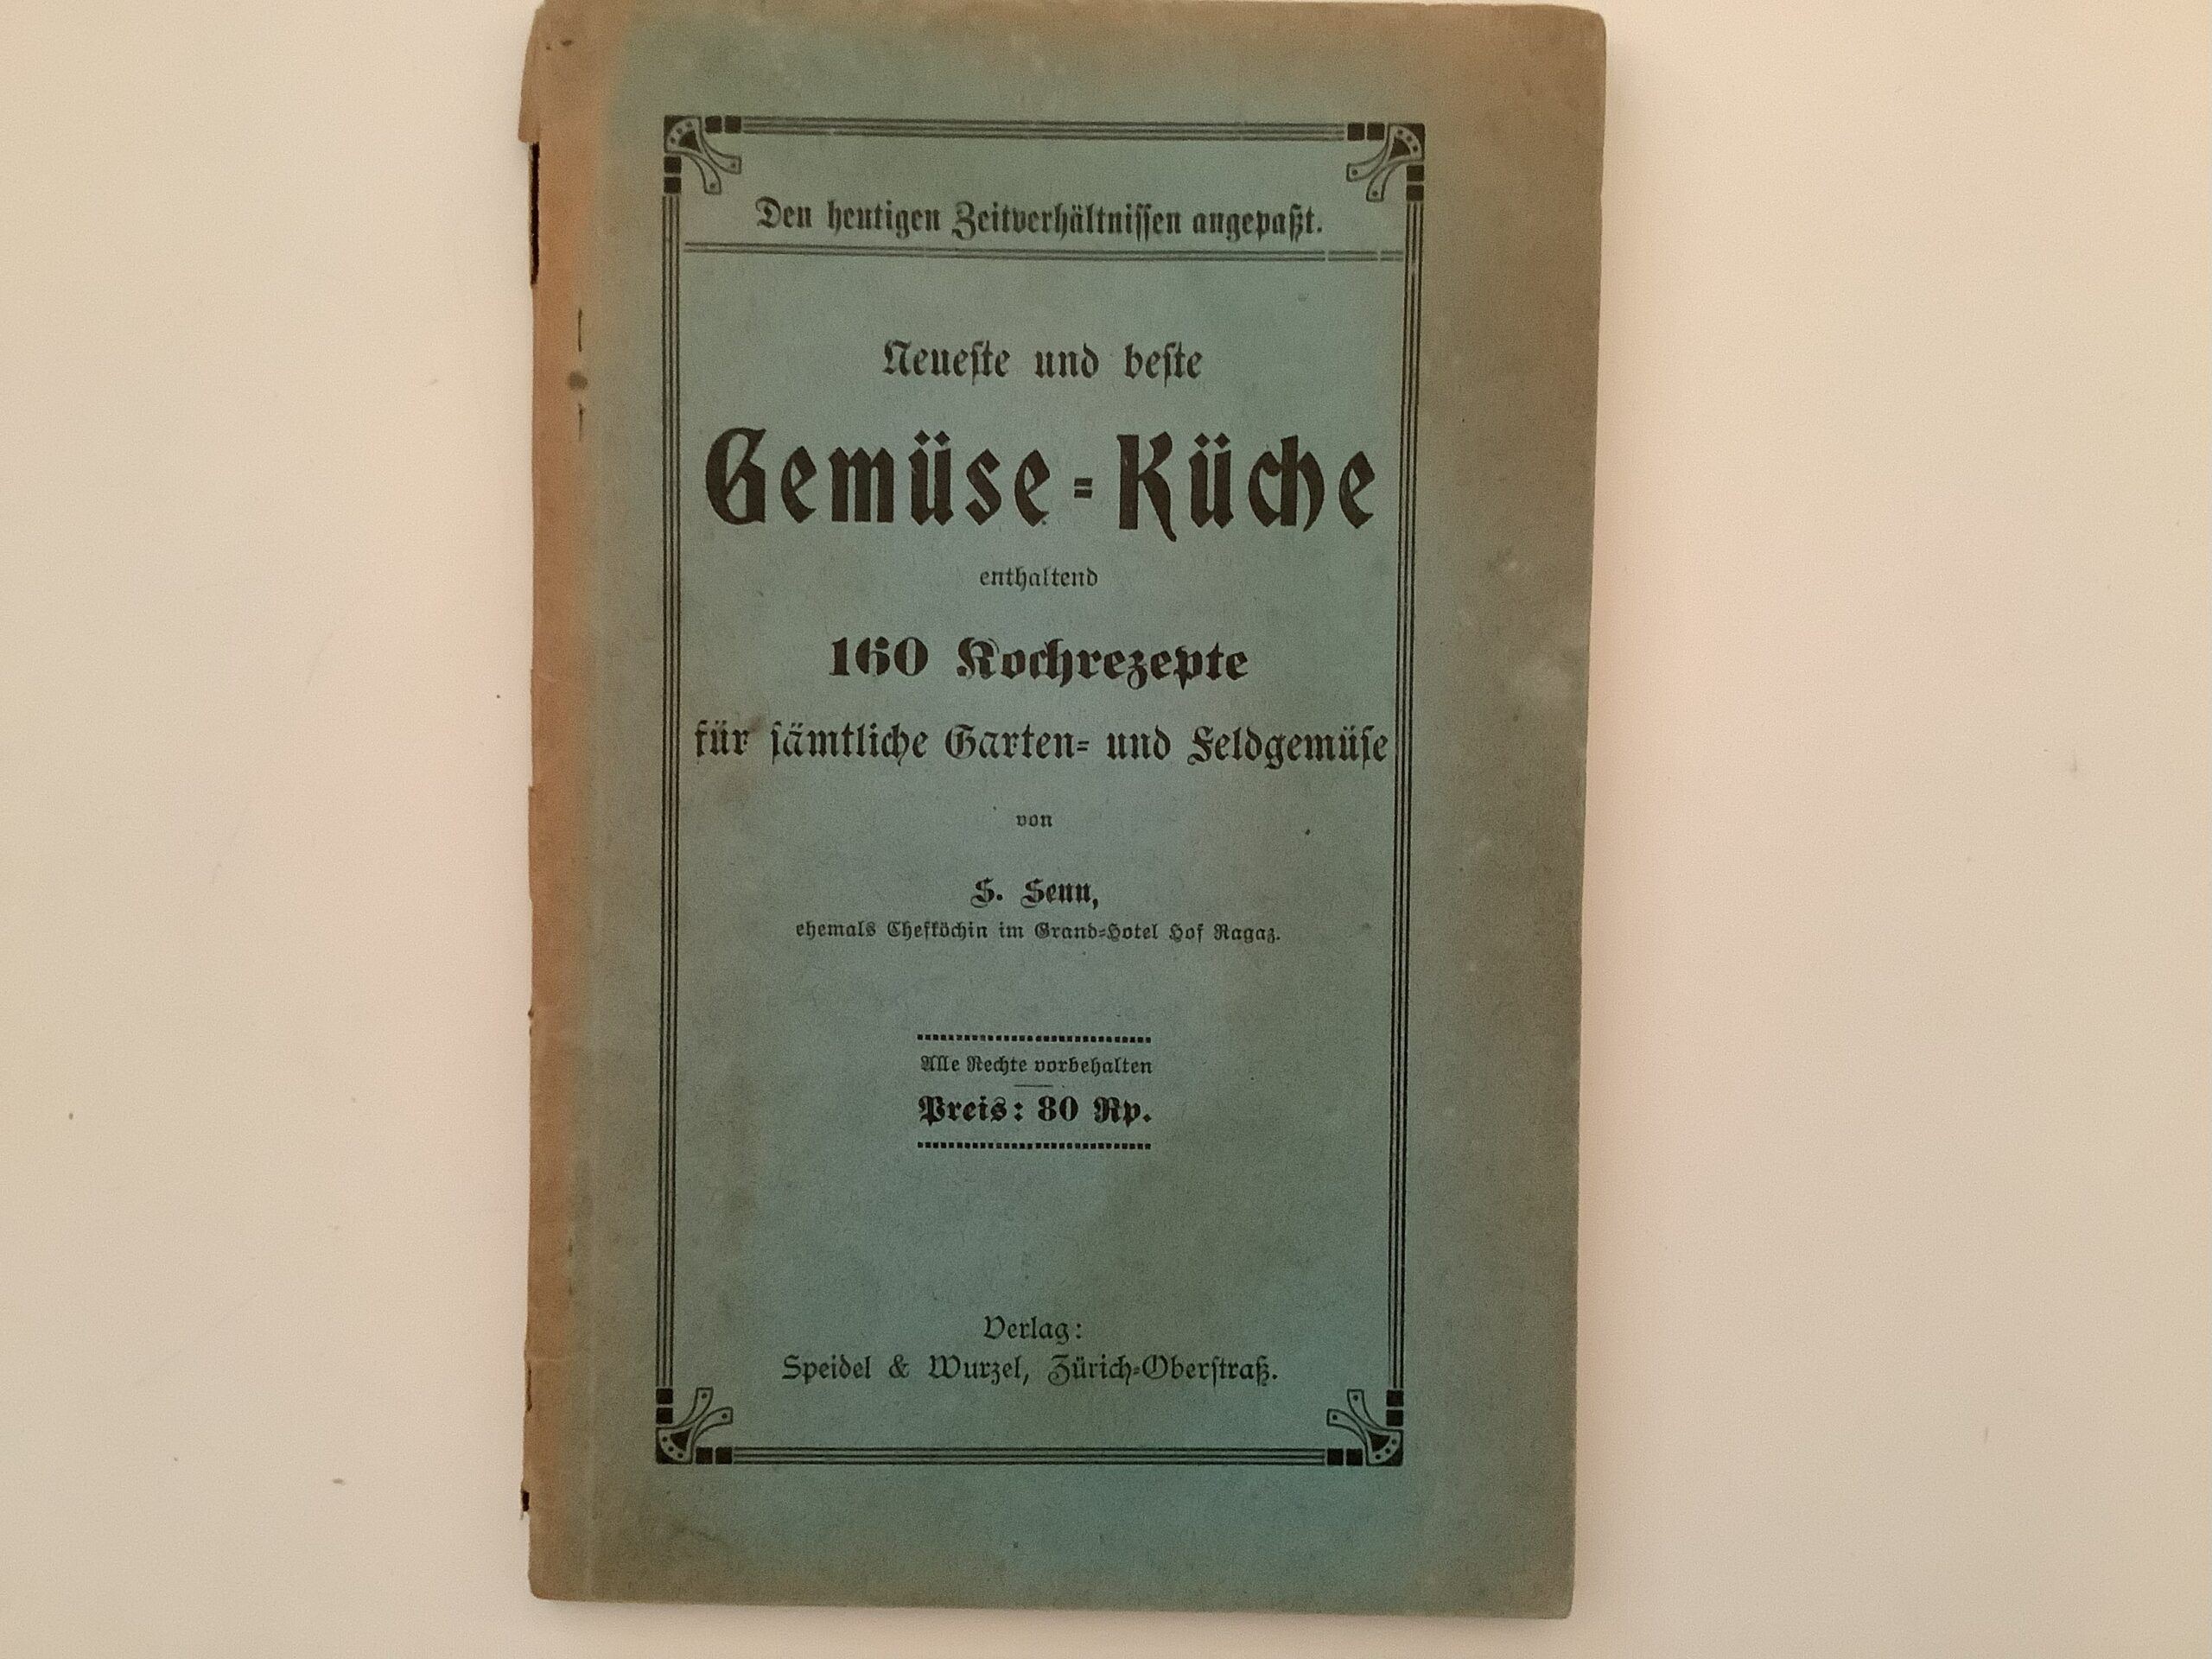 Den heutigen Zeitverhältniſſen angepaßt.
Neueſte und beſte
Gemüse-Küche
enthaltend
160 Kochrezepte
für ſämtliche Garten- und Feldgemüſe
von
S. Senn,
ehemals Chefköchin im Grand-Hotel Hof Ragaz.
Alle Rechte vorbehalten
Preis: 80 Rp.
Verlag:
Speidel & Wurzel, Zürich-Oberſtraß.